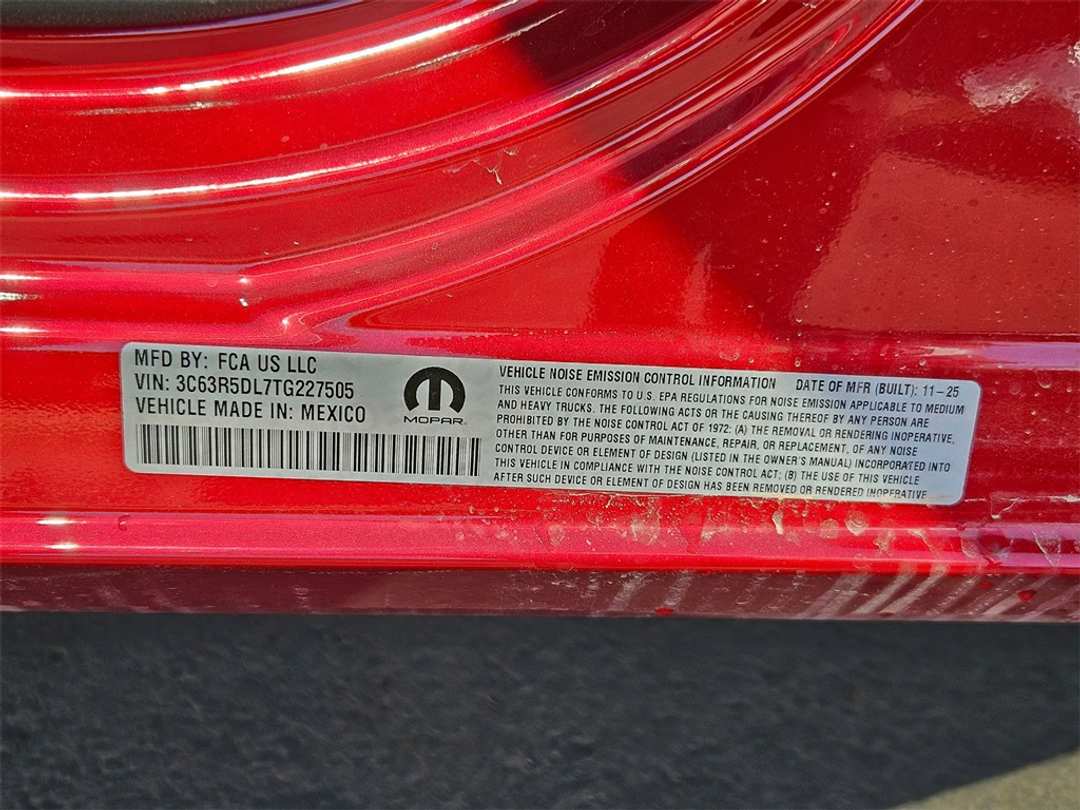 MFD BY: FCA US LLC
VIN: 3C63R5DL7TG227505
VEHICLE MADE IN: MEXICO
MOPAR
VEHICLE NOISE EMISSION CONTROL INFORMATION DATE OF MFR (BUILT): 11-25
THIS VEHICLE CONFORMS TO U.S. EPA REGULATIONS FOR NOISE EMISSION APPLICABLE TO MEDIUM
AND HEAVY TRUCKS. THE FOLLOWING ACTS OR THE CAUSING THEREOF BY ANY PERSON ARE
PROHIBITED BY THE NOISE CONTROL ACT OF 1972: (A) THE REMOVAL OR RENDERING INOPERATIVE,
OTHER THAN FOR PURPOSES OF MAINTENANCE, REPAIR, OR REPLACEMENT, OF ANY NOISE
CONTROL DEVICE OR ELEMENT OF DESIGN (LISTED IN THE OWNER'S MANUAL) INCORPORATED INTO
THIS VEHICLE IN COMPLIANCE WITH THE NOISE CONTROL ACT; (B) THE USE OF THIS VEHICLE
AFTER SUCH DEVICE OR ELEMENT OF DESIGN HAS BEEN REMOVED OR RENDERED INOPERATIVE